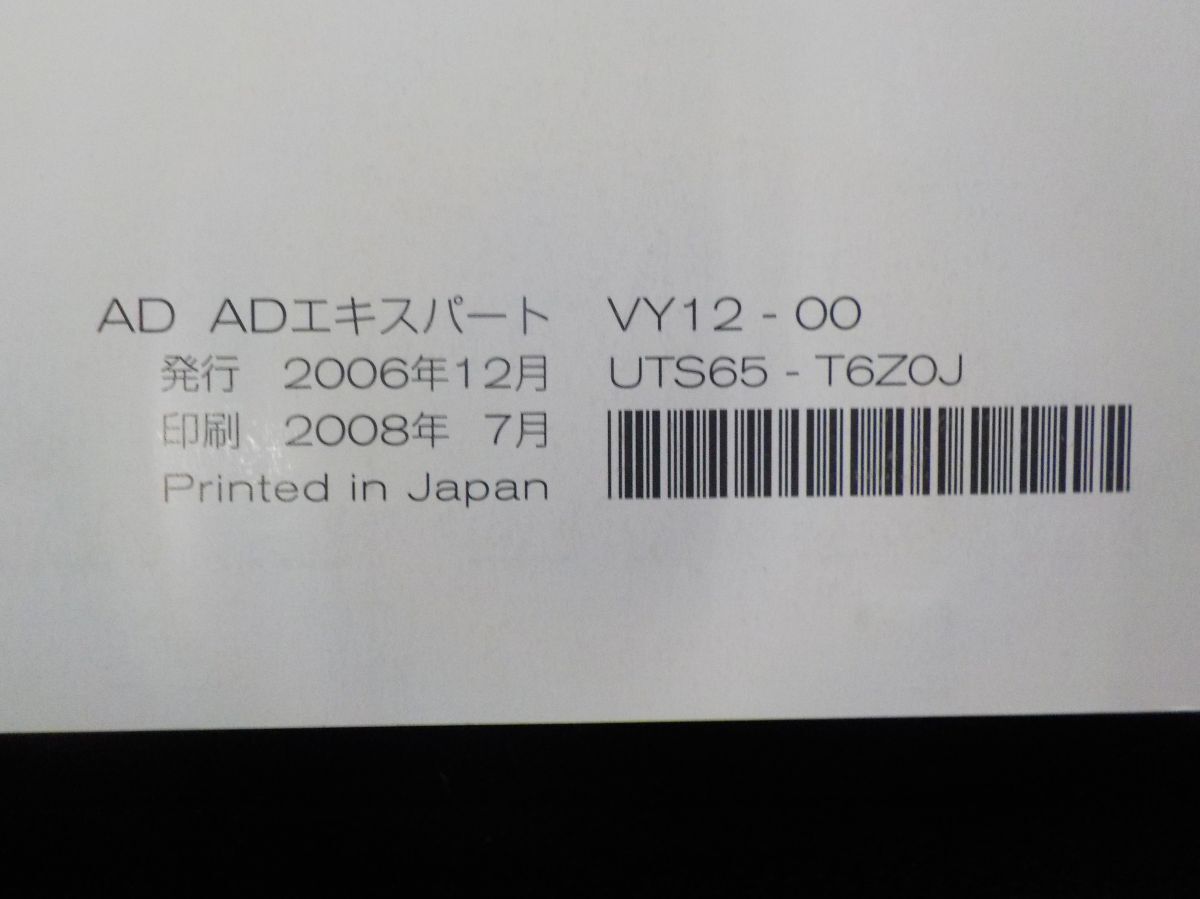 AD ADエキスパート VY12 - 00
発行 2006年12月 UTS65 - T6Z0J
印刷 2008年 7月
Printed in Japan